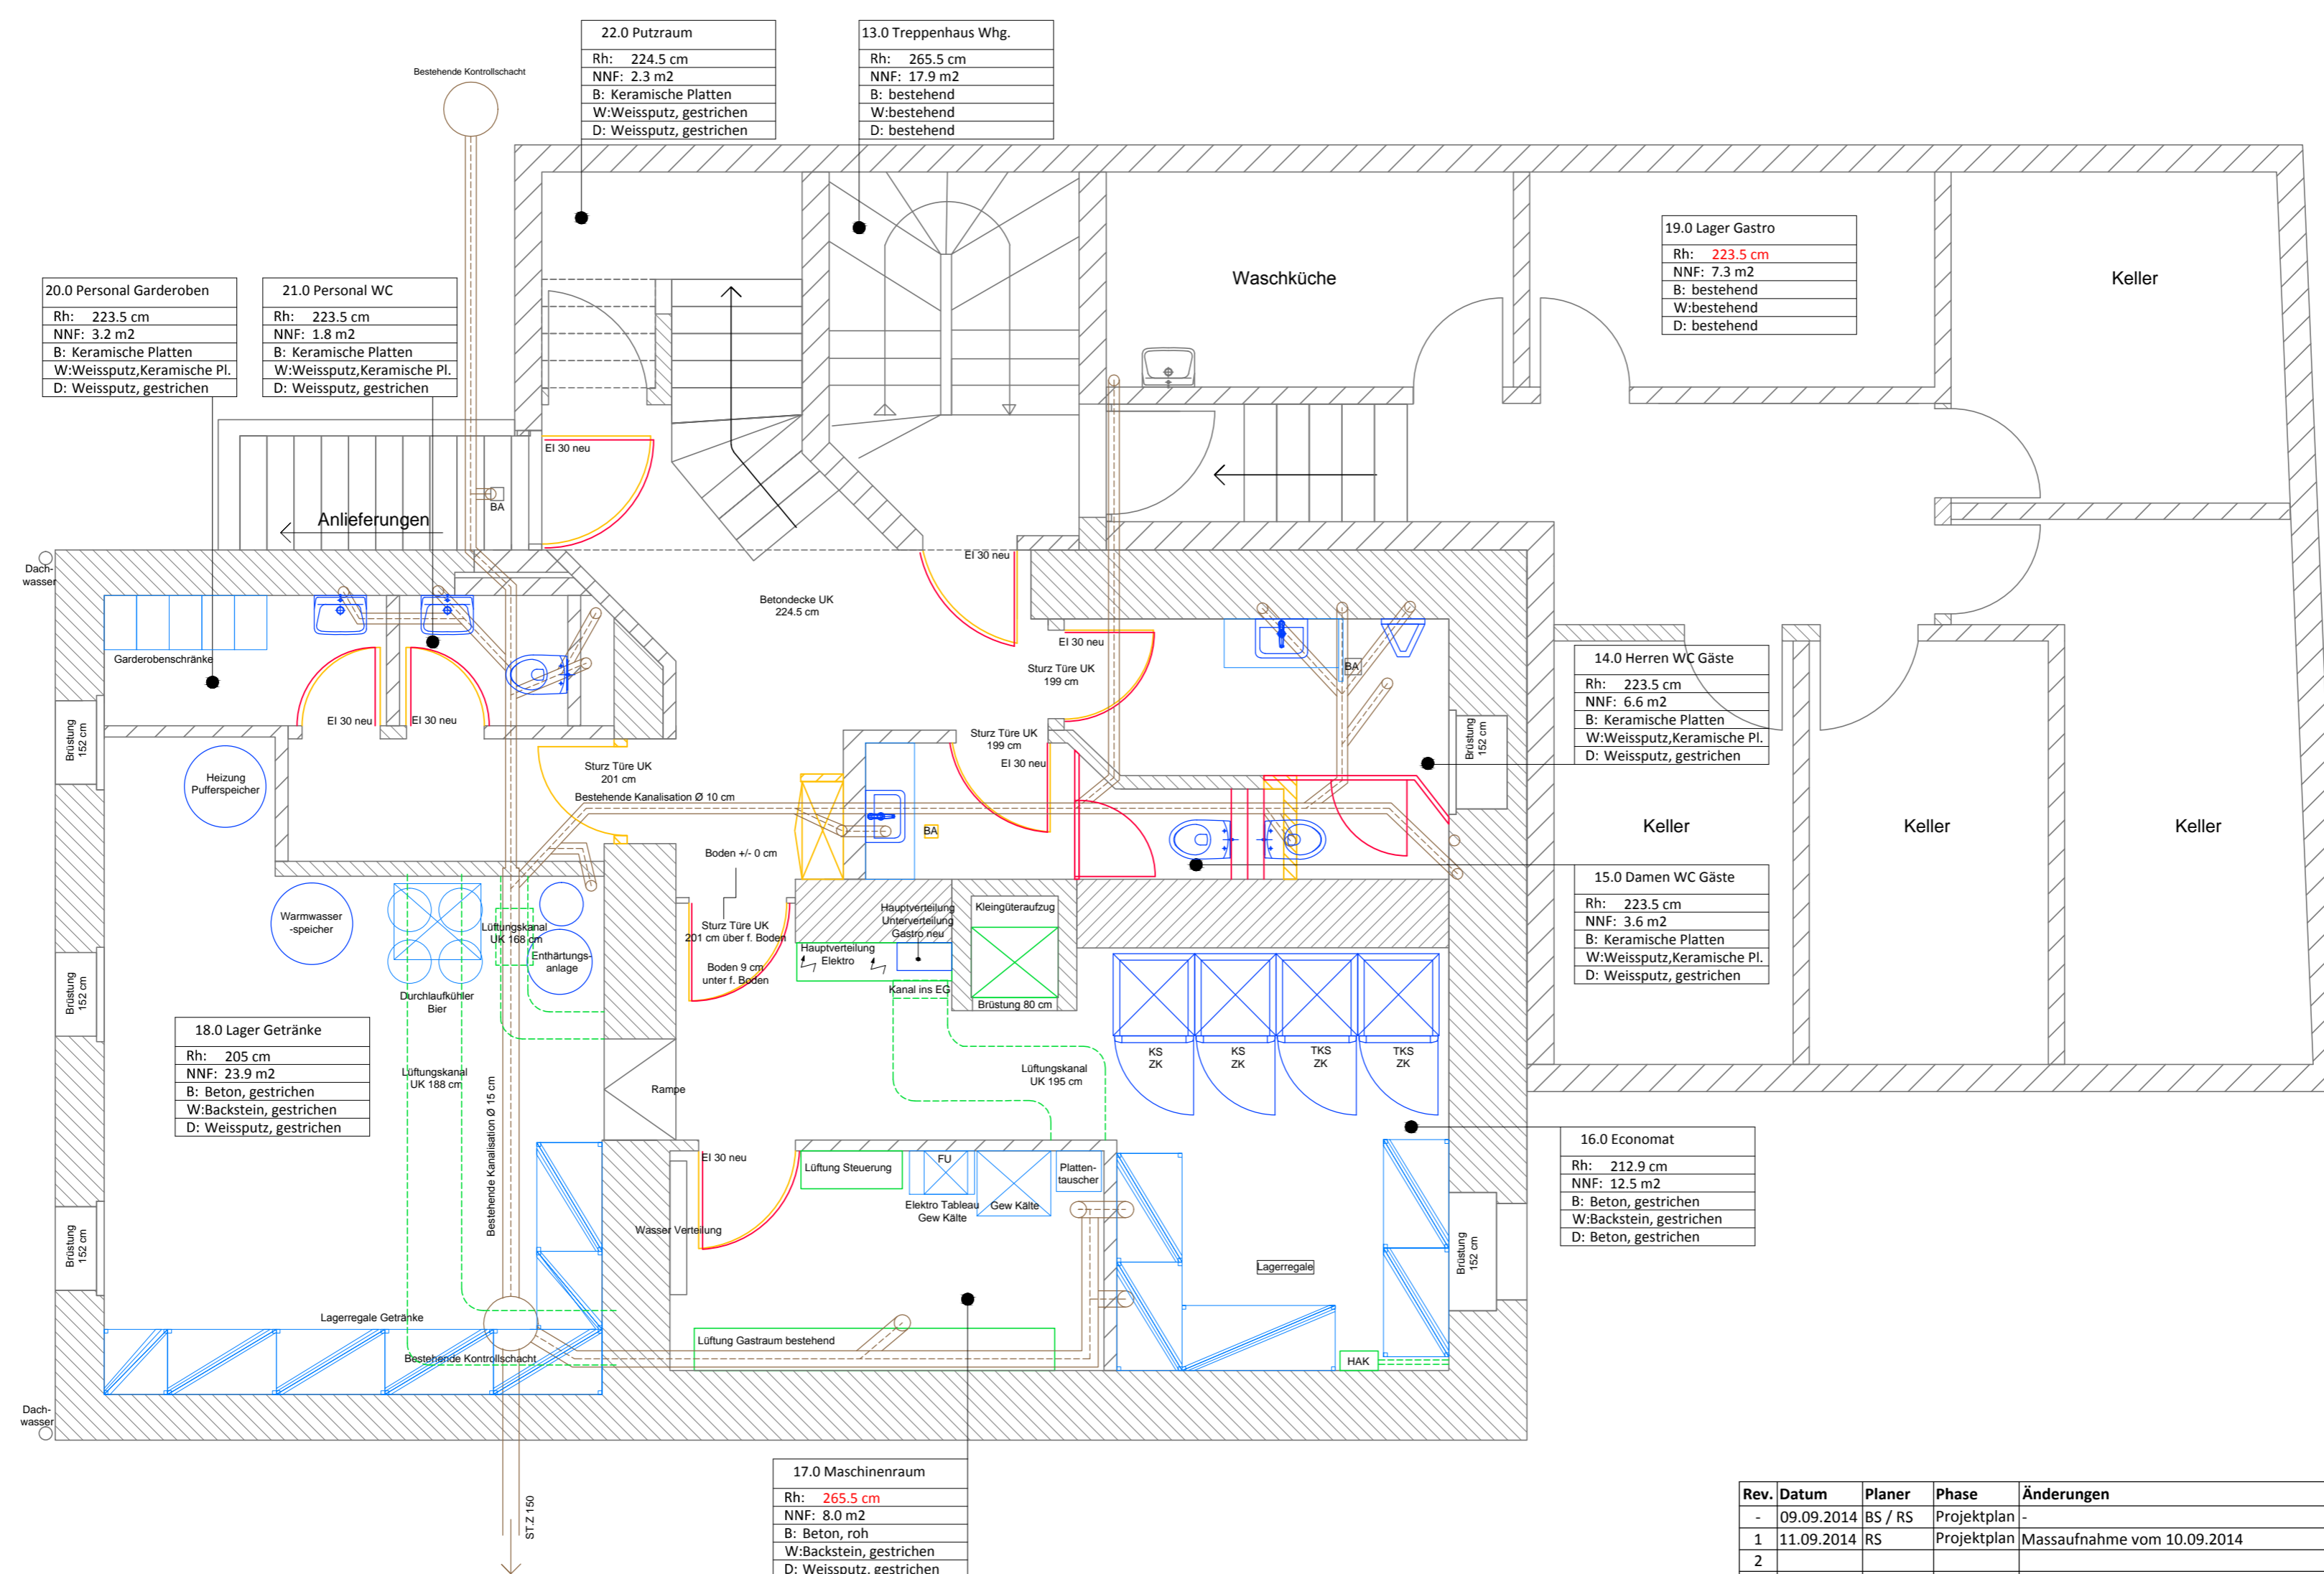 22.0 Putzraum
Rh: 224.5 cm
NNF: 2.3 m2
B: Keramische Platten
W:Weissputz, gestrichen
D: Weissputz, gestrichen
13.0 Treppenhaus Whg.
Rh: 265.5 cm
NNF: 17.9 m2
B: bestehend
W:bestehend
D: bestehend
Bestehende Kontrollschacht
19.0 Lager Gastro
Rh: 223.5 cm
NNF: 7.3 m2
B: bestehend
W:bestehend
D: bestehend
Waschküche
Keller
20.0 Personal Garderoben
Rh: 223.5 cm
NNF: 3.2 m2
B: Keramische Platten
W:Weissputz,Keramische Pl.
D: Weissputz, gestrichen
21.0 Personal WC
Rh: 223.5 cm
NNF: 1.8 m2
B: Keramische Platten
W:Weissputz,Keramische Pl.
D: Weissputz, gestrichen
EI 30 neu
BA
Anlieferungen
EI 30 neu
Dach-
wasser
Betondecke UK
224.5 cm
EI 30 neu
Sturz Türe UK
199 cm
BA
Garderobenschränke
14.0 Herren WC Gäste
Rh: 223.5 cm
NNF: 6.6 m2
B: Keramische Platten
W:Weissputz,Keramische Pl.
D: Weissputz, gestrichen
EI 30 neu
EI 30 neu
Brüstung
152 cm
Brüstung
152 cm
Sturz Türe UK
199 cm
EI 30 neu
Sturz Türe UK
201 cm
Heizung
Pufferspeicher
Bestehende Kanalisation Ø 10 cm
BA
Keller
Keller
Keller
Boden +/- 0 cm
15.0 Damen WC Gäste
Rh: 223.5 cm
NNF: 3.6 m2
B: Keramische Platten
W:Weissputz,Keramische Pl.
D: Weissputz, gestrichen
Warmwasser
-speicher
Lüftungskanal
UK 168 cm
Enthärtungs-
anlage
Sturz Türe UK
201 cm über f. Boden
Hauptverteilung
Unterverteilung
Gastro neu
Kleingüteraufzug
Hauptverteilung
Elektro
Boden 9 cm
unter f. Boden
Kanal ins EG
Brüstung 80 cm
Brüstung
152 cm
Durchlaufkühler
Bier
18.0 Lager Getränke
Rh: 205 cm
NNF: 23.9 m2
B: Beton, gestrichen
W:Backstein, gestrichen
D: Weissputz, gestrichen
Lüftungskanal
UK 188 cm
Rampe
Lüftungskanal
UK 195 cm
KS
ZK
KS
ZK
TKS
ZK
TKS
ZK
Bestehende Kanalisation Ø 15 cm
16.0 Economat
Rh: 212.9 cm
NNF: 12.5 m2
B: Beton, gestrichen
W:Backstein, gestrichen
D: Beton, gestrichen
EI 30 neu
Lüftung Steuerung
FU
Platten-
tauscher
Elektro Tableau
Gew Kälte
Gew Kälte
Wasser Verteilung
Brüstung
152 cm
Brüstung
152 cm
Lagerregale
Lagerregale Getränke
Lüftung Gastraum bestehend
Bestehende Kontrollschacht
HAK
Dach-
wasser
ST.Z 150
17.0 Maschinenraum
Rh: 265.5 cm
NNF: 8.0 m2
B: Beton, roh
W:Backstein, gestrichen
D: Weissputz, gestrichen
Rev. Datum Planer Phase Änderungen
- 09.09.2014 BS / RS Projektplan -
1 11.09.2014 RS Projektplan Massaufnahme vom 10.09.2014
2